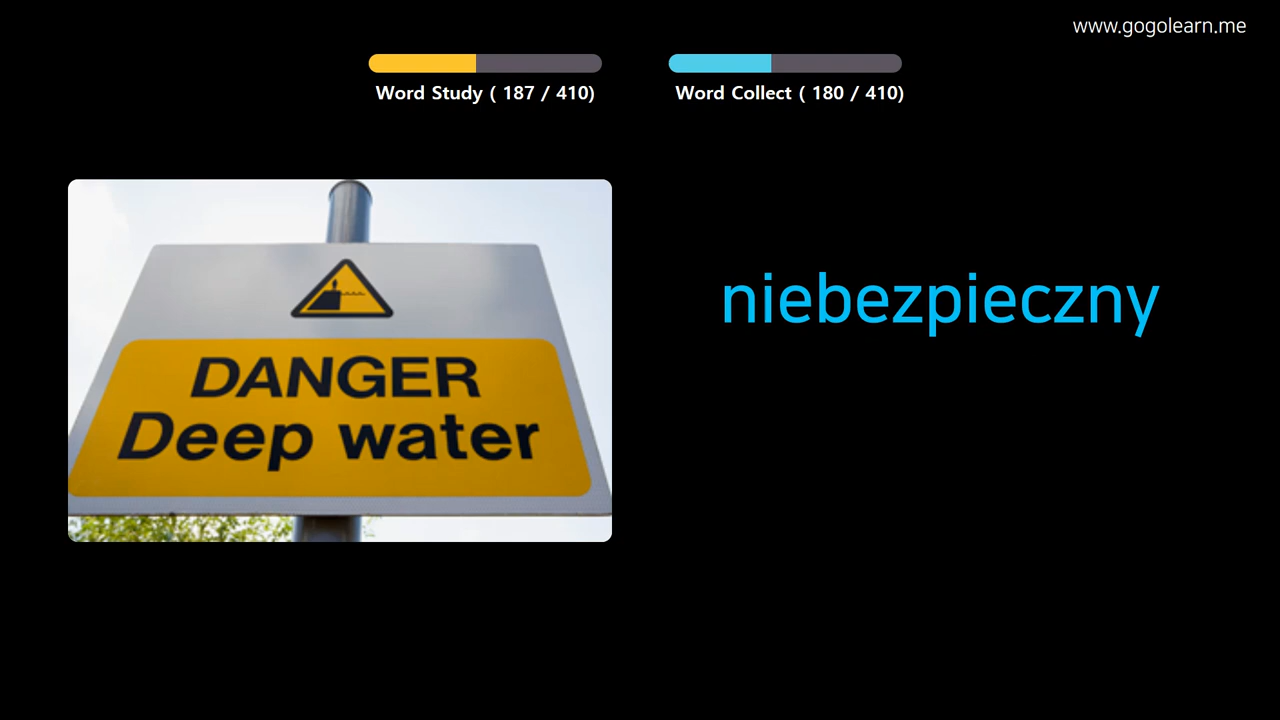 www.gogolearn.me
Word Study ( 187 / 410)
Word Collect ( 180 / 410)
DANGER
Deep water
niebezpieczny